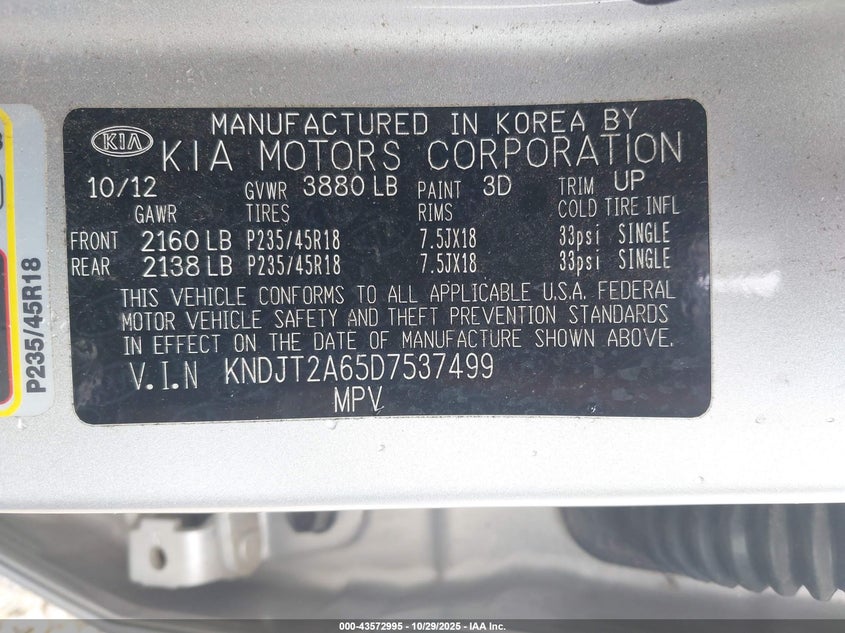 MANUFACTURED IN KOREA BY
KIA KIA MOTORS CORPORATION
10/12 GVWR 3880 LB PAINT 3D TRIM UP
GAWR TIRES RIMS COLD TIRE INFL
FRONT 2160 LB P235/45R18 7.5JX18 33psi SINGLE
REAR 2138 LB P235/45R18 7.5JX18 33psi SINGLE
THIS VEHICLE CONFORMS TO ALL APPLICABLE U.S.A. FEDERAL
MOTOR VEHICLE SAFETY AND THEFT PREVENTION STANDARDS
IN EFFECT ON THE DATE OF MANUFACTURE SHOWN ABOVE.
V.I.N KNDJT2A65D7537499
MPV
P235/45R18
000-43572995 - 10/29/2025 - IAA Inc.